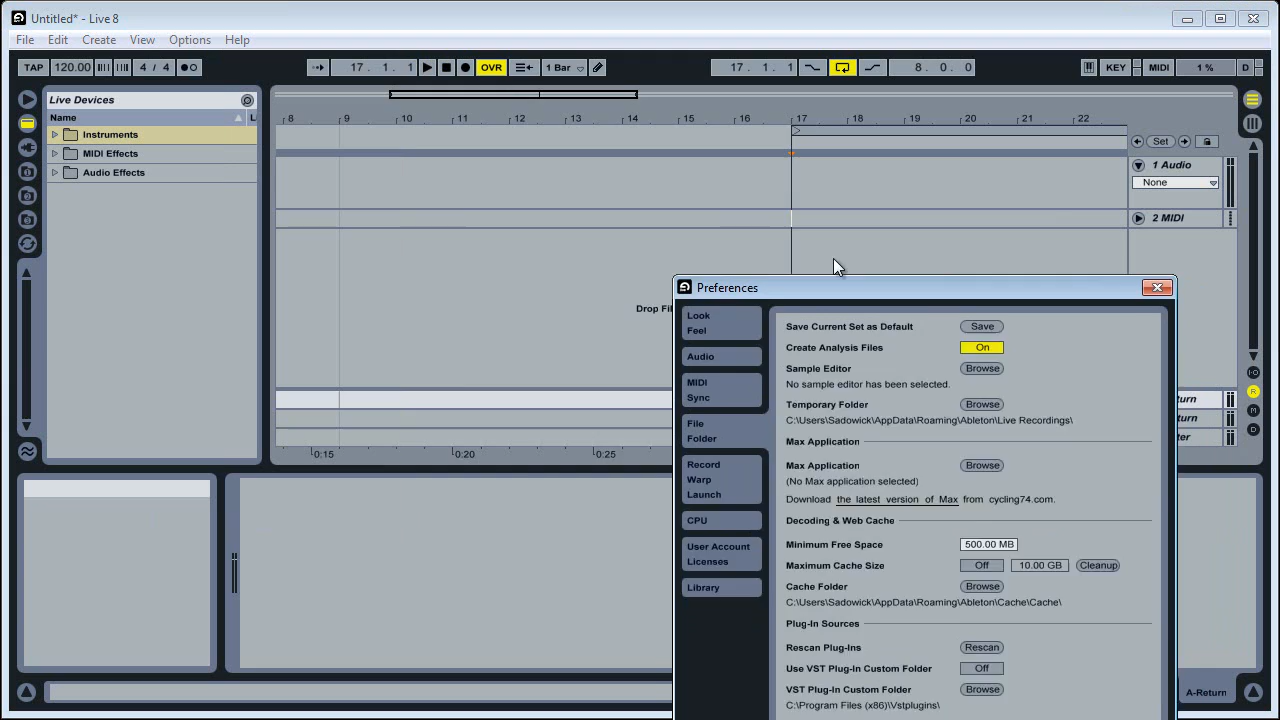 Untitled* - Live 8
File Edit Create View Options Help
TAP 120.00 4 / 4 17 . 1 . 1 OVR 1 Bar 17 . 1 . 1 8 . 0 . 0 KEY MIDI 1 % D
Live Devices
Name
Instruments
MIDI Effects
Audio Effects
8 9 10 11 12 13 14 15 16 17 18 19 20 21 22
Set
1 Audio
None
2 MIDI
Drop Fil
0:15 0:20 0:25
turn
turn
ter
I·O
R
M
D
A-Return
Preferences
Look
Feel
Audio
MIDI
Sync
File
Folder
Record
Warp
Launch
CPU
User Account
Licenses
Library
Save Current Set as Default Save
Create Analysis Files On
Sample Editor Browse
No sample editor has been selected.
Temporary Folder Browse
C:\Users\Sadowick\AppData\Roaming\Ableton\Live Recordings\
Max Application
Max Application Browse
(No Max application selected)
Download the latest version of Max from cycling74.com.
Decoding & Web Cache
Minimum Free Space 500.00 MB
Maximum Cache Size Off 10.00 GB Cleanup
Cache Folder Browse
C:\Users\Sadowick\AppData\Roaming\Ableton\Cache\Cache\
Plug-In Sources
Rescan Plug-Ins Rescan
Use VST Plug-In Custom Folder Off
VST Plug-In Custom Folder Browse
C:\Program Files (x86)\Vstplugins\